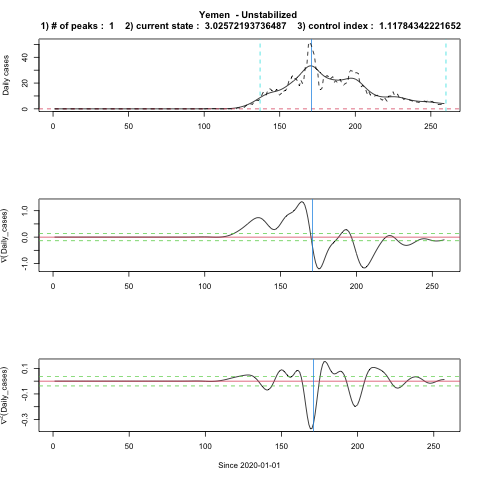 Yemen - Unstabilized
1) # of peaks : 1 2) current state : 3.02572193736487 3) control index : 1.11784342221652
Daily cases
40
20
0
0 50 100 150 200 250
∇(Daily_cases)
1.0
0.0
-1.0
0 50 100 150 200 250
∇²(Daily_cases)
0.1
-0.1
-0.3
0 50 100 150 200 250
Since 2020-01-01